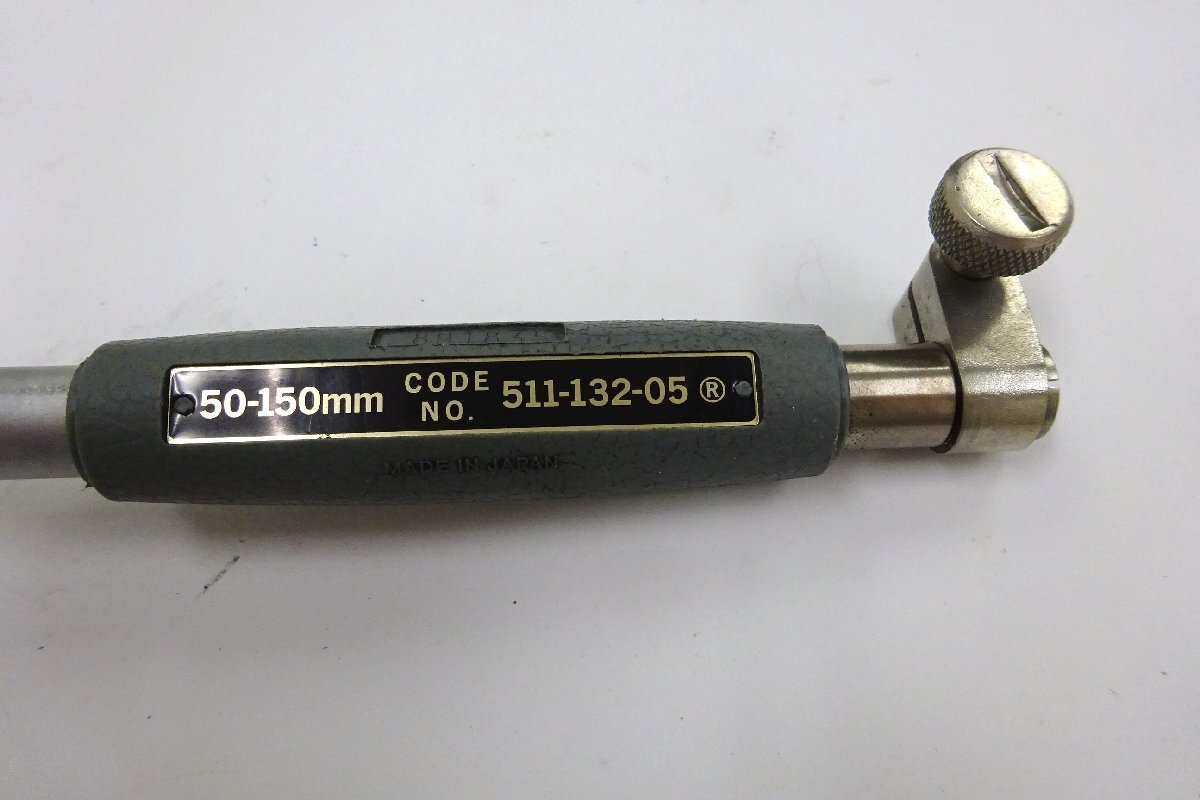 50-150mm CODE NO. 511-132-05 ®
MADE IN JAPAN